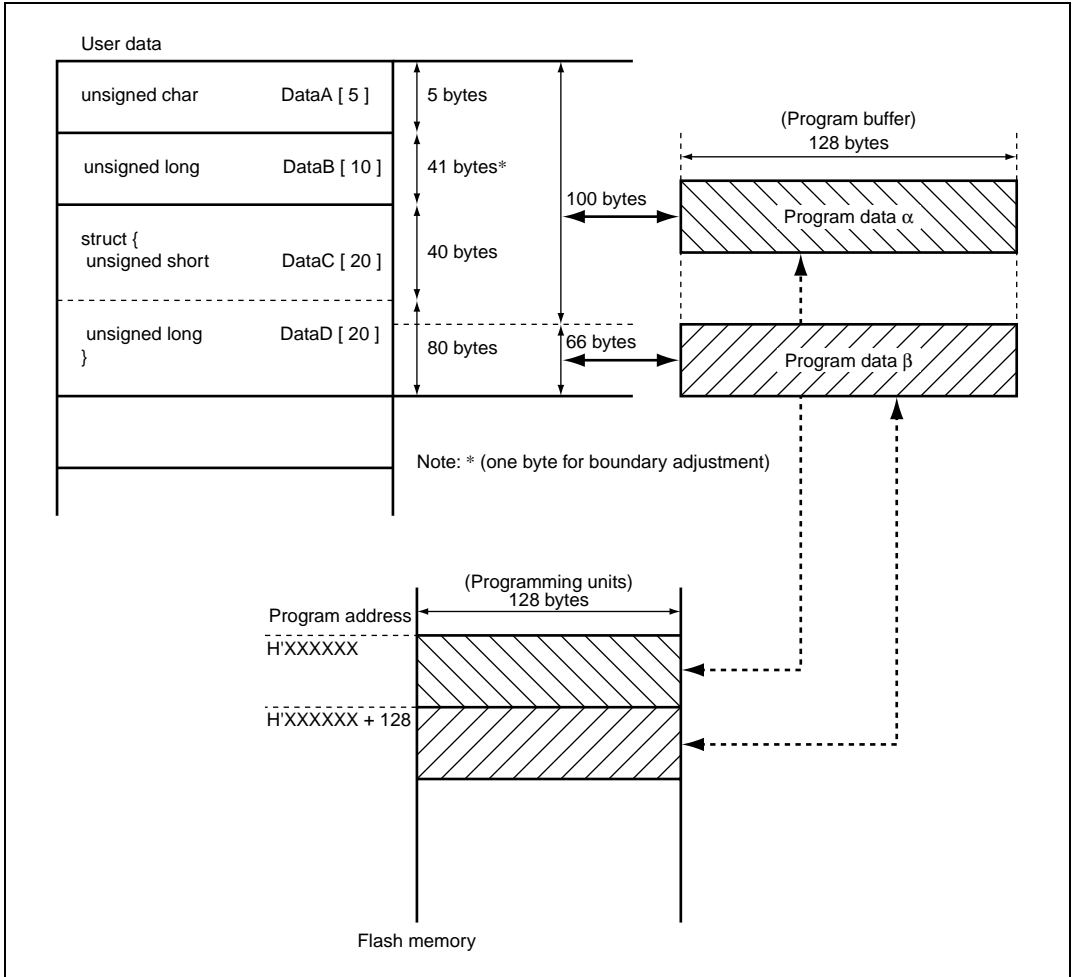 User data
unsigned char DataA [ 5 ]
5 bytes
unsigned long DataB [ 10 ]
41 bytes*
struct {
unsigned short DataC [ 20 ]
40 bytes
unsigned long DataD [ 20 ]
}
80 bytes
100 bytes
66 bytes
(Program buffer)
128 bytes
Program data α
Program data β
Note: * (one byte for boundary adjustment)
(Programming units)
128 bytes
Program address
H'XXXXXX
H'XXXXXX + 128
Flash memory